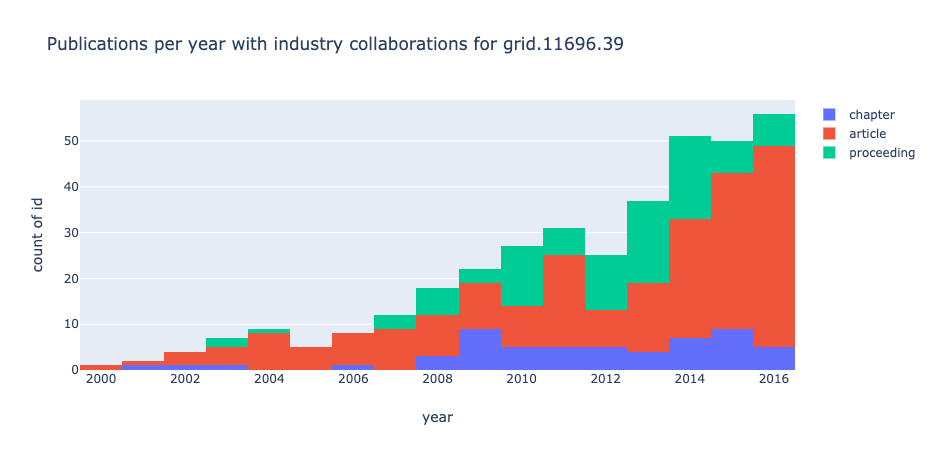 Publications per year with industry collaborations for grid.11696.39
chapter
article
proceeding
count of id
50
40
30
20
10
0
2000 2002 2004 2006 2008 2010 2012 2014 2016
year